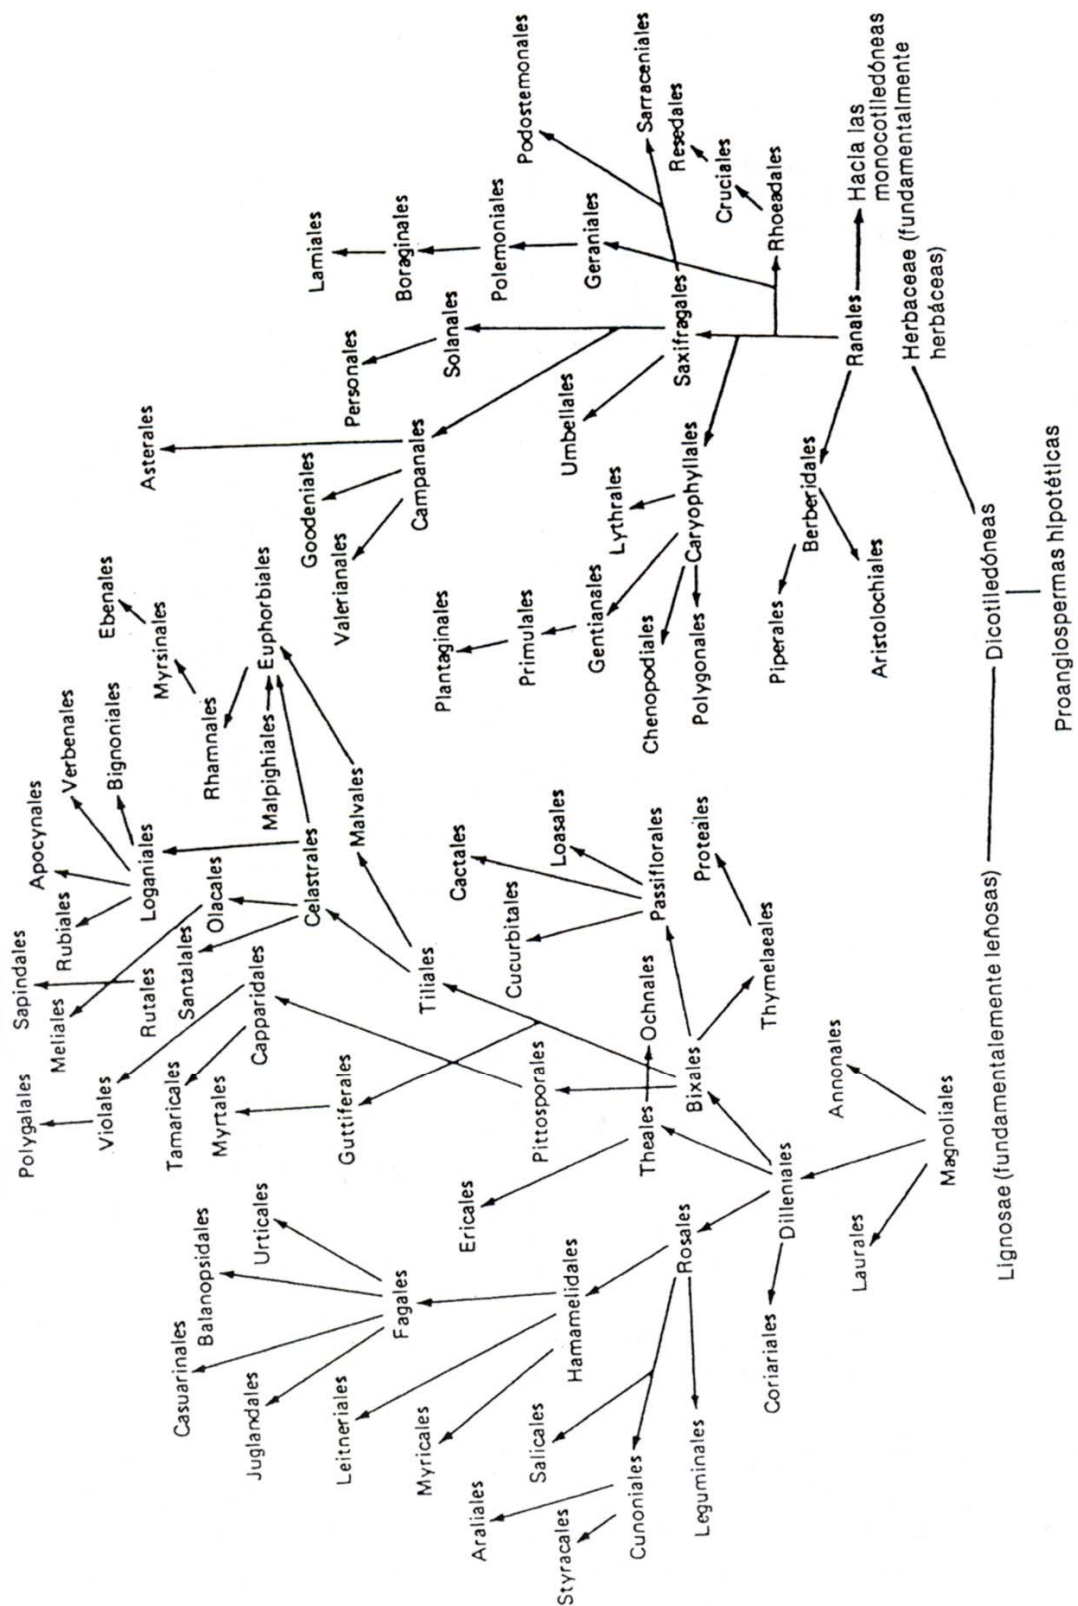 Lamiales
Boraginales
Polemoniales
Geraniales
Podostemonales
Sarraceniales
Resedales
Cruciales
Rhoeadales
Hacia las
monocotiledóneas
Herbaceae (fundamentalmente
herbáceas)
Ranales
Saxifragales
Solanales
Personales
Umbellales
Asterales
Campanales
Goodeniales
Valerianales
Lythrales
Caryophyllales
Gentianales
Primulales
Plantaginales
Chenopodiales
Polygonales
Berberidales
Piperales
Aristolochiales
Dicotiledóneas
Proangiospermas hipotéticas
Ebenales
Myrsinales
Euphorbiales
Rhamnales
Malpighiales
Malvales
Verbenales
Bignoniales
Apocynales
Rubiales
Loganiales
Olacales
Celastrales
Santalales
Sapindales
Meliales
Rutales
Capparidales
Tiliales
Cactales
Loasales
Cucurbitales
Passiflorales
Proteales
Thymelaeales
Ochnales
Bixales
Pittosporales
Theales
Polygalales
Violales
Tamaricales
Myrtales
Guttiferales
Ericales
Annonales
Magnoliales
Laurales
Dilleniales
Coriariales
Lignosae (fundamentalemente leñosas)
Rosales
Hamamelidales
Urticales
Balanopsidales
Casuarinales
Fagales
Juglandales
Leitneriales
Myricales
Salicales
Araliales
Styracales
Cunoniales
Leguminales